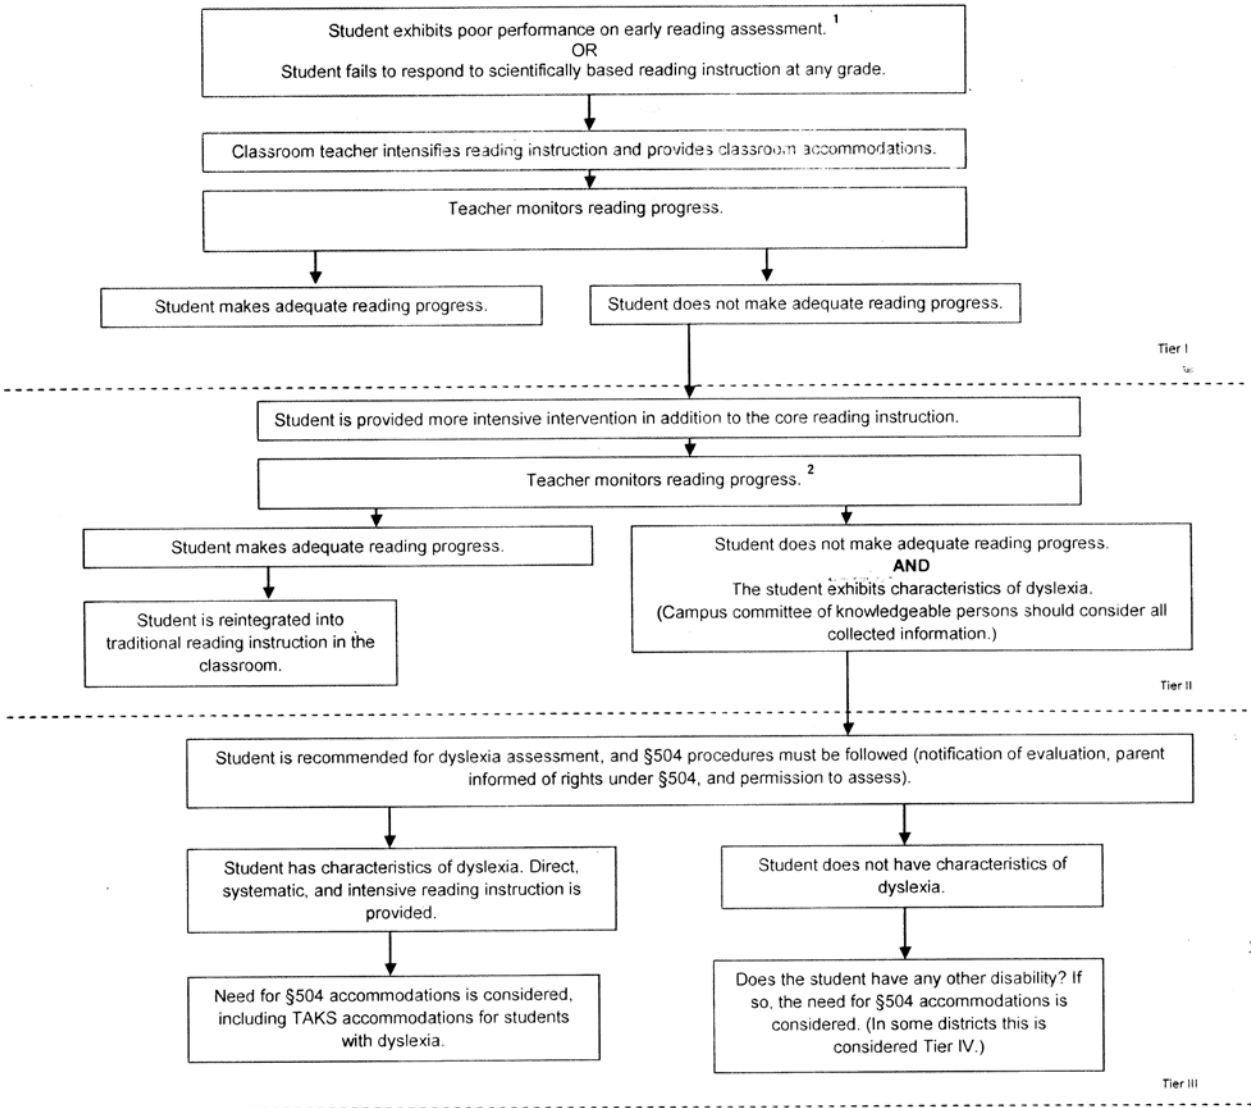 Student exhibits poor performance on early reading assessment. 1
OR
Student fails to respond to scientifically based reading instruction at any grade.
Classroom teacher intensifies reading instruction and provides classroom accommodations.
Teacher monitors reading progress.
Student makes adequate reading progress.
Student does not make adequate reading progress.
Tier I
Student is provided more intensive intervention in addition to the core reading instruction.
Teacher monitors reading progress. 2
Student makes adequate reading progress.
Student does not make adequate reading progress.
AND
The student exhibits characteristics of dyslexia.
(Campus committee of knowledgeable persons should consider all
collected information.)
Student is reintegrated into
traditional reading instruction in the
classroom.
Tier II
Student is recommended for dyslexia assessment, and §504 procedures must be followed (notification of evaluation, parent
informed of rights under §504, and permission to assess).
Student has characteristics of dyslexia. Direct,
systematic, and intensive reading instruction is
provided.
Student does not have characteristics of
dyslexia.
Need for §504 accommodations is considered,
including TAKS accommodations for students
with dyslexia.
Does the student have any other disability? If
so, the need for §504 accommodations is
considered. (In some districts this is
considered Tier IV.)
Tier III